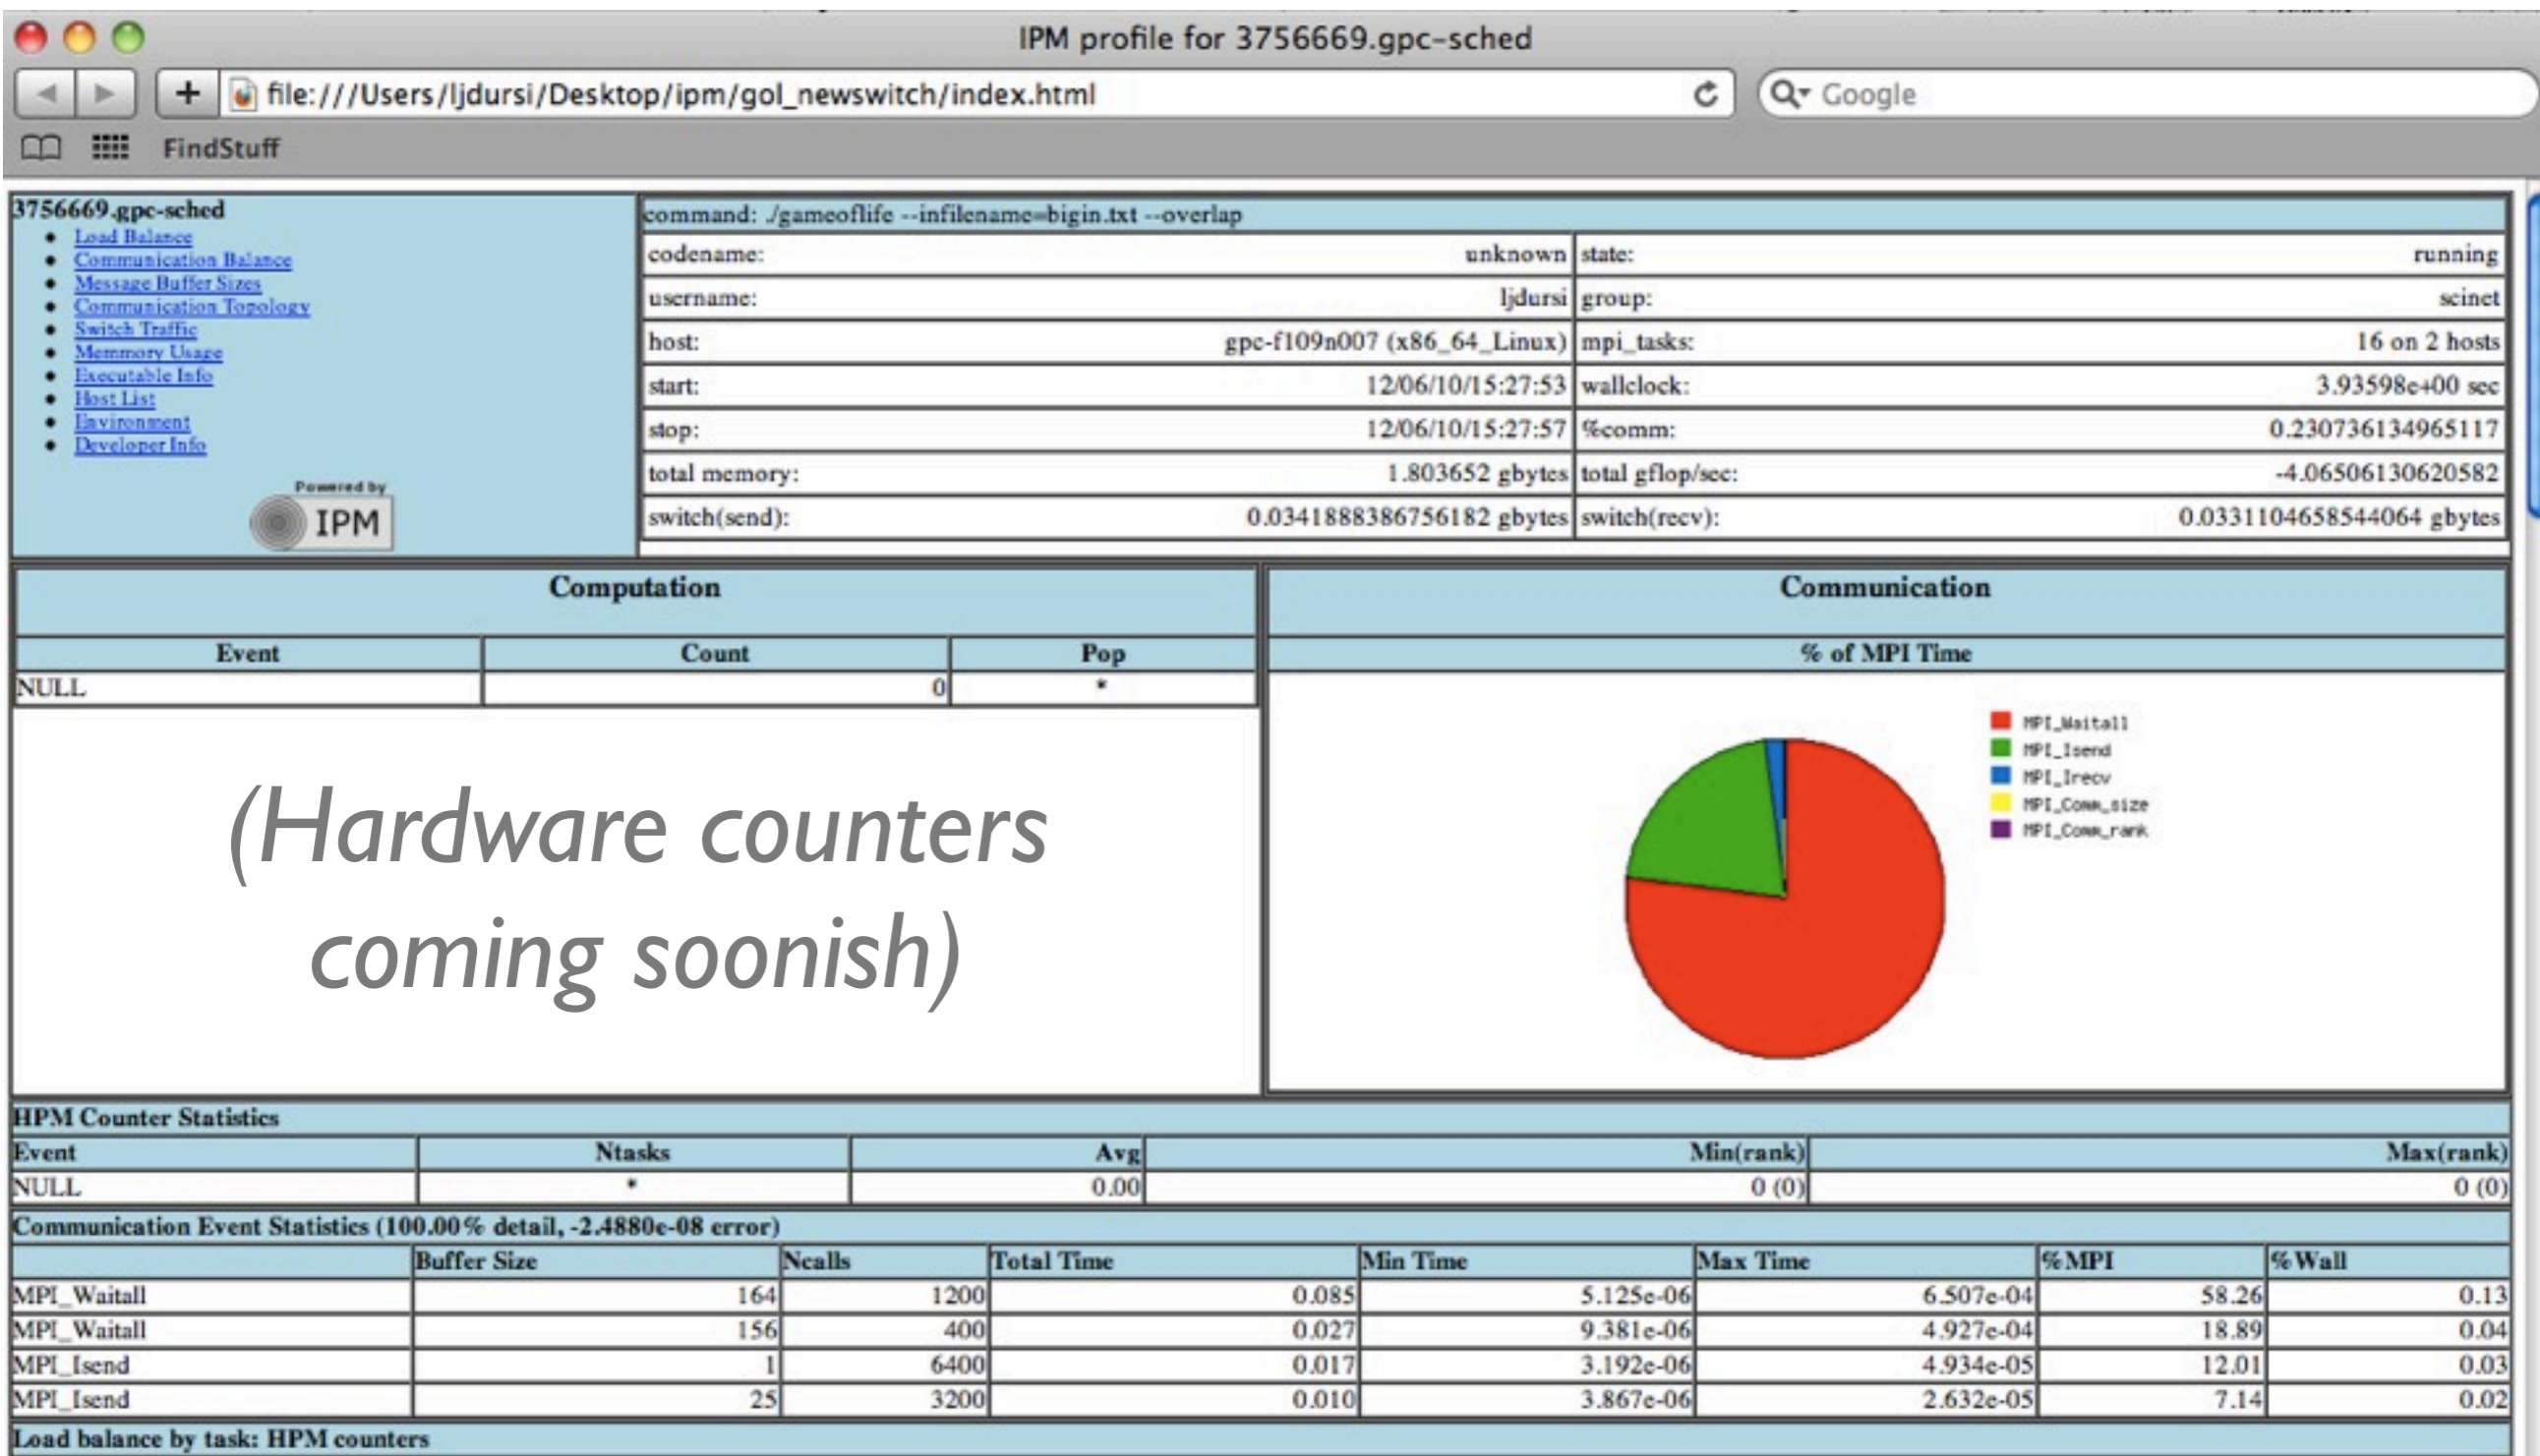 IPM profile for 3756669.gpc-sched
file:///Users/ljdursi/Desktop/ipm/gol_newswitch/index.html
Google
FindStuff
3756669.gpc-sched
Load Balance
Communication Balance
Message Buffer Sizes
Communication Topology
Switch Traffic
Memmory Usage
Executable Info
Host List
Environment
Developer Info
Powered by
IPM
command: ./gameoflife --infilename=bigin.txt --overlap
codename: unknown state: running
username: ljdursi group: scinet
host: gpc-f109n007 (x86_64_Linux) mpi_tasks: 16 on 2 hosts
start: 12/06/10/15:27:53 wallclock: 3.93598e+00 sec
stop: 12/06/10/15:27:57 %comm: 0.230736134965117
total memory: 1.803652 gbytes total gflop/sec: -4.06506130620582
switch(send): 0.0341888386756182 gbytes switch(recv): 0.0331104658544064 gbytes
Computation
Event Count Pop
NULL 0 *
(Hardware counters
coming soonish)
Communication
% of MPI Time
MPI_Waitall
MPI_Isend
MPI_Irecv
MPI_Comm_size
MPI_Comm_rank
HPM Counter Statistics
Event Ntasks Avg Min(rank) Max(rank)
NULL * 0.00 0 (0) 0 (0)
Communication Event Statistics (100.00% detail, -2.4880e-08 error)
Buffer Size Ncalls Total Time Min Time Max Time %MPI %Wall
MPI_Waitall 164 1200 0.085 5.125e-06 6.507e-04 58.26 0.13
MPI_Waitall 156 400 0.027 9.381e-06 4.927e-04 18.89 0.04
MPI_Isend 1 6400 0.017 3.192e-06 4.934e-05 12.01 0.03
MPI_Isend 25 3200 0.010 3.867e-06 2.632e-05 7.14 0.02
Load balance by task: HPM counters